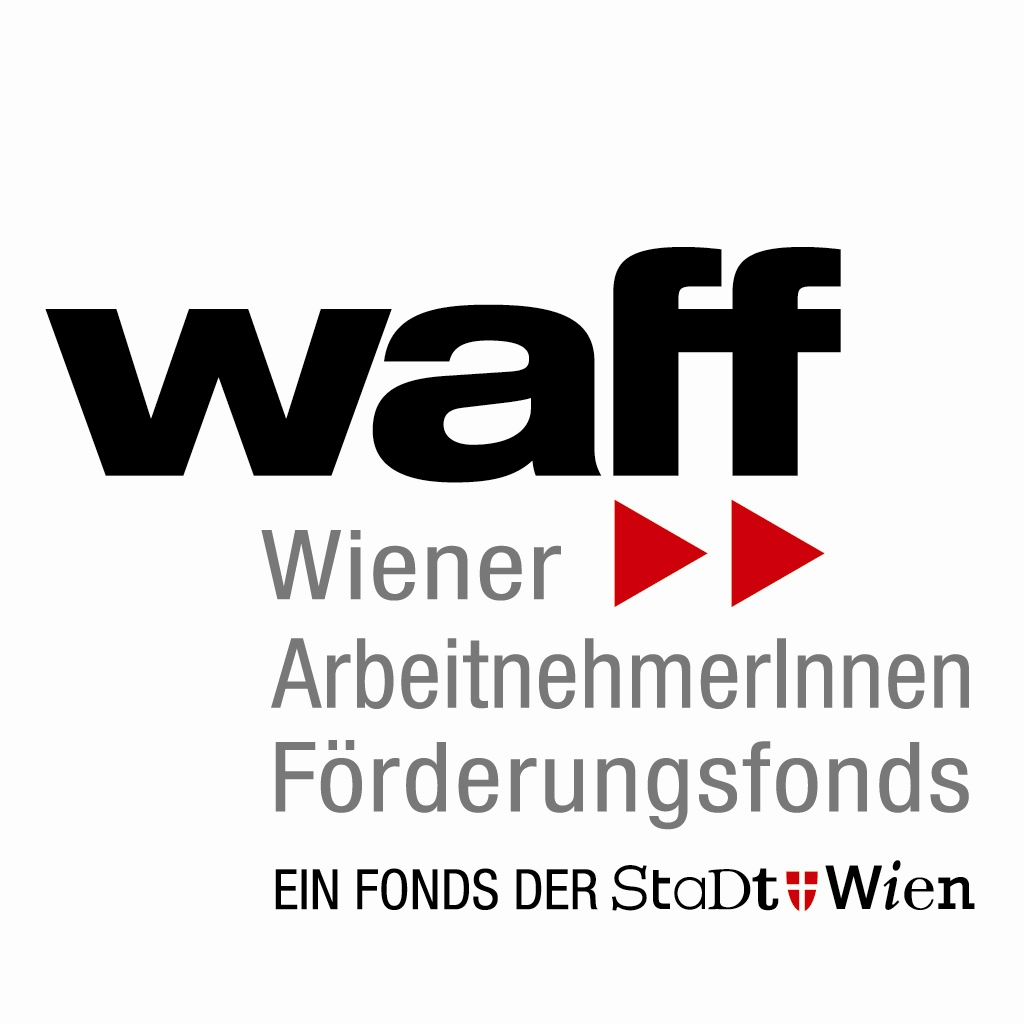 waff
Wiener
ArbeitnehmerInnen
Förderungsfonds
EIN FONDS DER StaDt Wien